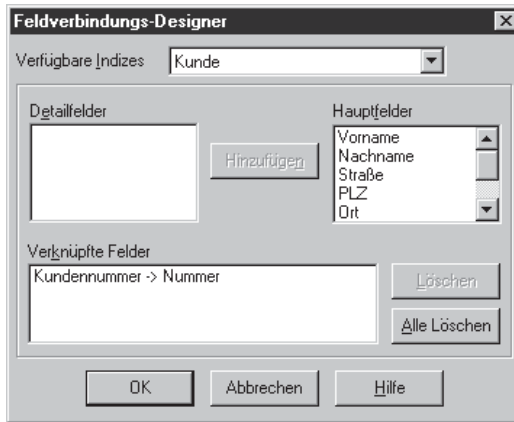 Feldverbindungs-Designer
Verfügbare Indizes Kunde
Detailfelder Hauptfelder
Vorname
Nachname
Hinzufügen
Straße
PLZ
Ort
Verknüpfte Felder
Kundennummer -> Nummer
Löschen
Alle Löschen
OK Abbrechen Hilfe